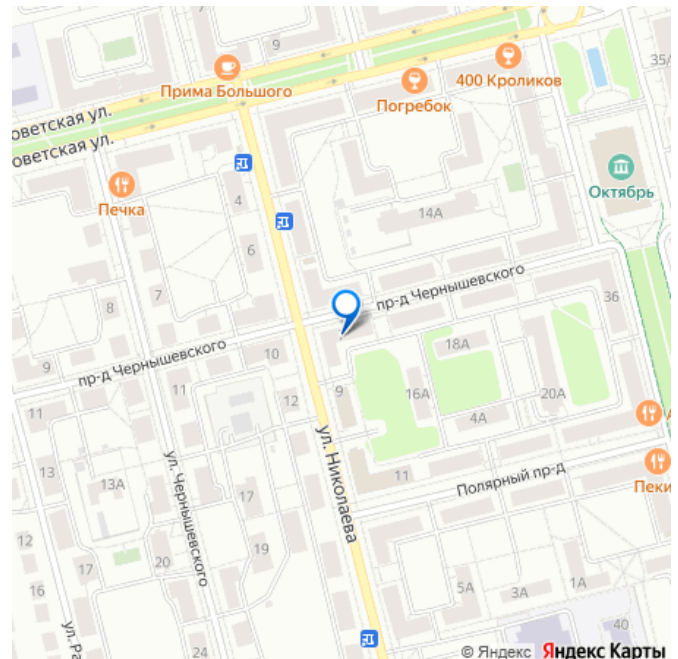 9
Прима Большого
400 Кроликов
Погребок
35А
оветская ул.
оветская ул.
Октябрь
Печка
4
14А
6
пр-д Чернышевского
8
7
36
18А
пр-д Чернышевского
10
9
11
12
9
16А
20А
11
4А
ул. Николаева
13
11
13А
ул. Чернышевского
17
Полярный пр-д
Пеки
12
17
20
19
16
5А
3А
1А
40
24
© Яндекс Яндекс Карты